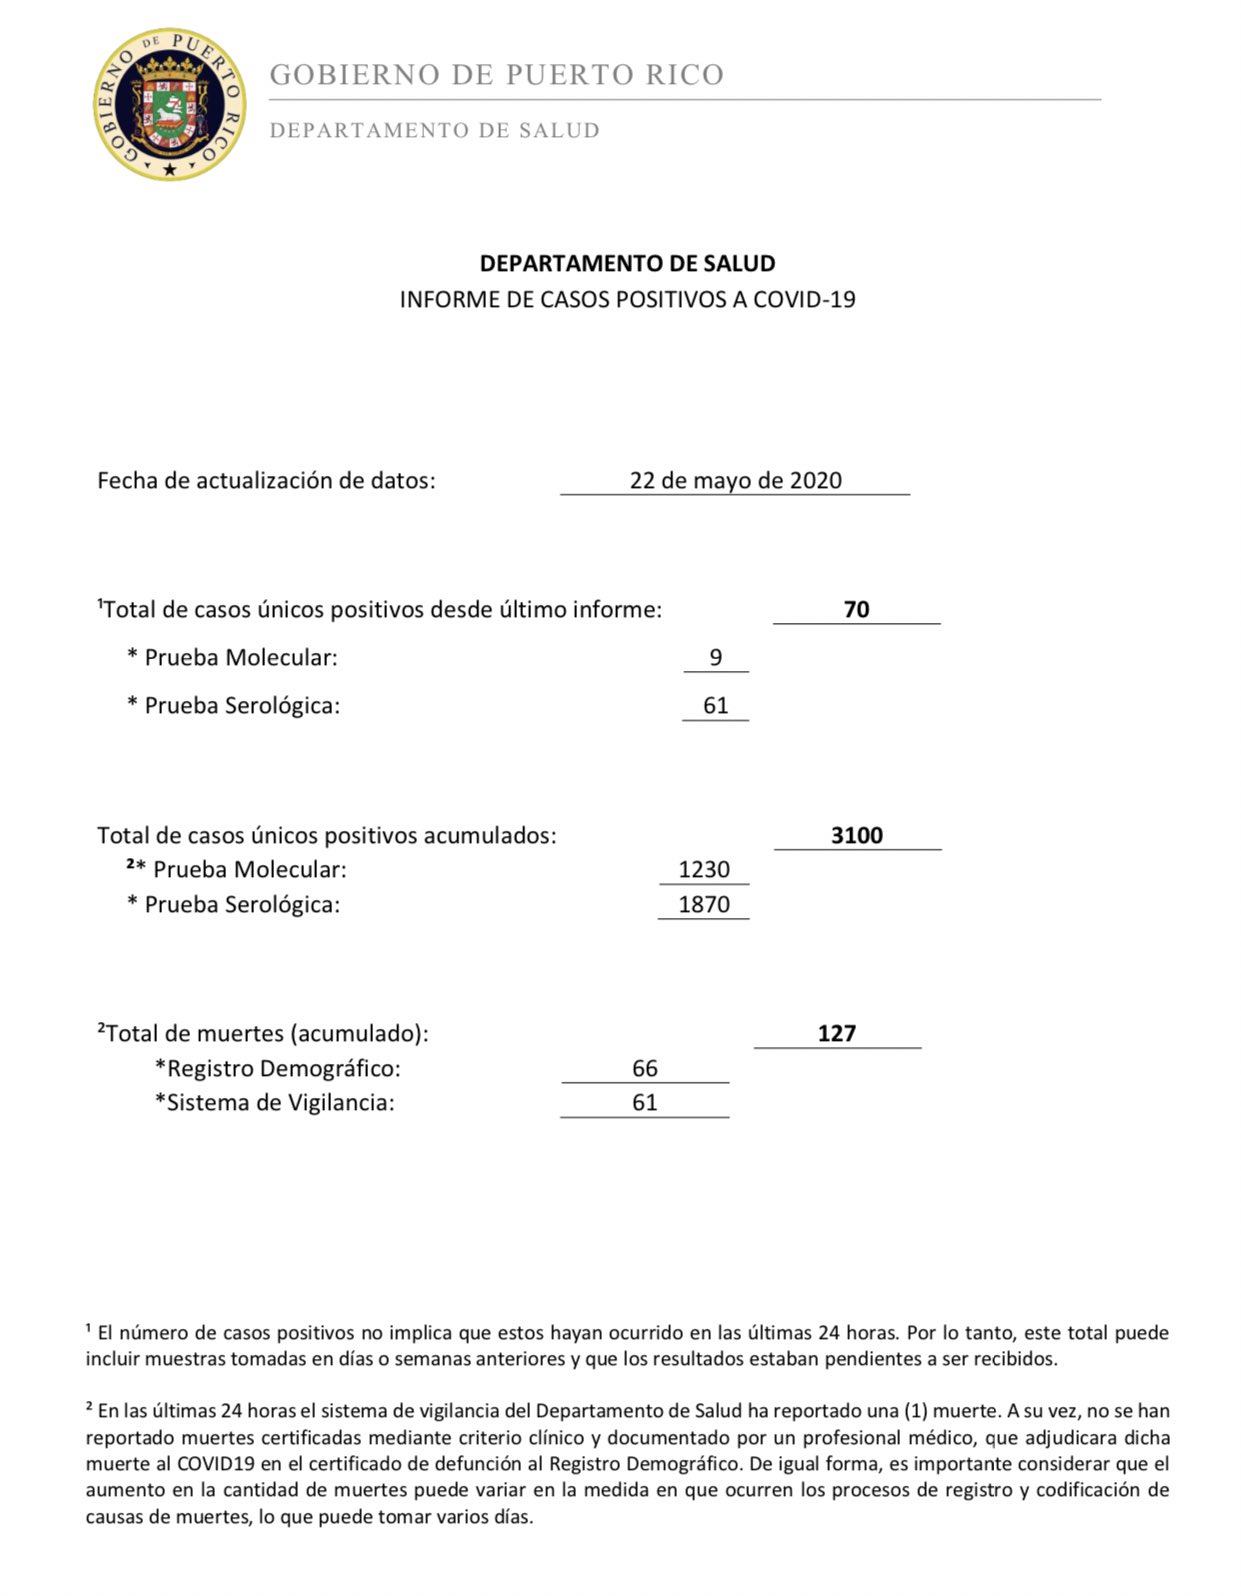 GOBIERNO DE PUERTO RICO
GOBIERNO DE PUERTO RICO
DEPARTAMENTO DE SALUD
DEPARTAMENTO DE SALUD
INFORME DE CASOS POSITIVOS A COVID-19
Fecha de actualización de datos: 22 de mayo de 2020
¹Total de casos únicos positivos desde último informe: 70
* Prueba Molecular: 9
* Prueba Serológica: 61
Total de casos únicos positivos acumulados: 3100
²* Prueba Molecular: 1230
* Prueba Serológica: 1870
²Total de muertes (acumulado): 127
*Registro Demográfico: 66
*Sistema de Vigilancia: 61
¹ El número de casos positivos no implica que estos hayan ocurrido en las últimas 24 horas. Por lo tanto, este total puede
incluir muestras tomadas en días o semanas anteriores y que los resultados estaban pendientes a ser recibidos.
² En las últimas 24 horas el sistema de vigilancia del Departamento de Salud ha reportado una (1) muerte. A su vez, no se han
reportado muertes certificadas mediante criterio clínico y documentado por un profesional médico, que adjudicara dicha
muerte al COVID19 en el certificado de defunción al Registro Demográfico. De igual forma, es importante considerar que el
aumento en la cantidad de muertes puede variar en la medida en que ocurren los procesos de registro y codificación de
causas de muertes, lo que puede tomar varios días.